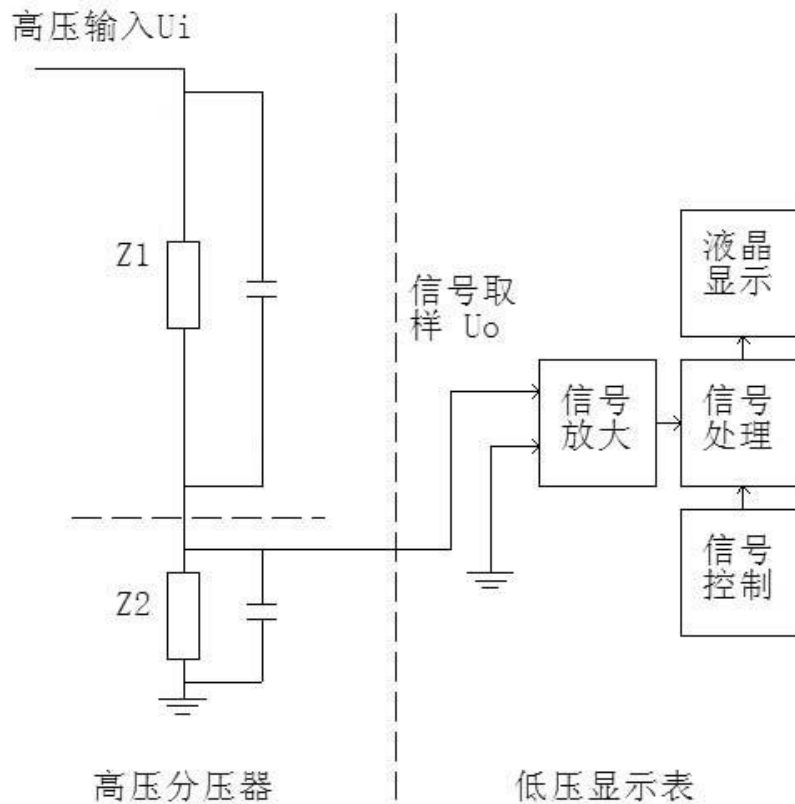 高压输入Ui
Z1
信号取
样 Uo
液晶
显示
信号
放大
信号
处理
Z2
信号
控制
高压分压器
低压显示表